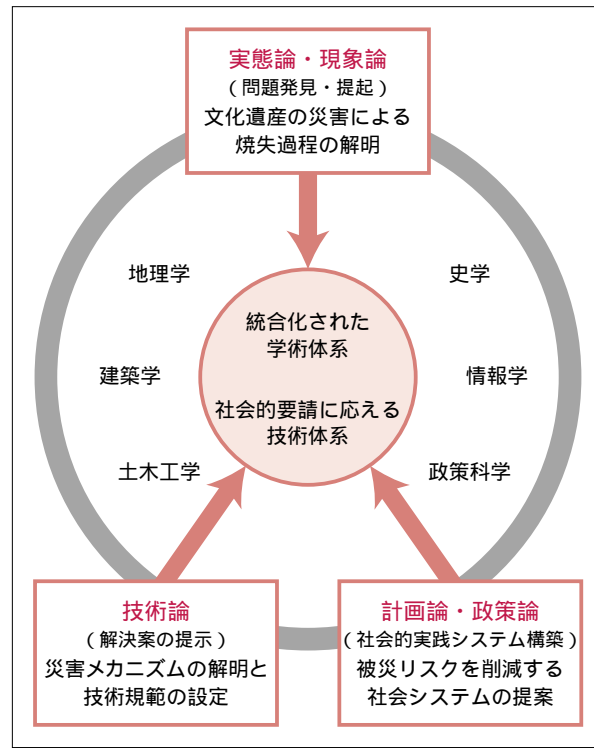 実態論・現象論
(問題発見・提起)
文化遺産の災害による
焼失過程の解明
地理学
史学
統合化された
学術体系
建築学
情報学
社会的要請に応える
技術体系
土木工学
政策科学
技術論
(解決案の提示)
災害メカニズムの解明と
技術規範の設定
計画論・政策論
(社会的実践システム構築)
被災リスクを削減する
社会システムの提案